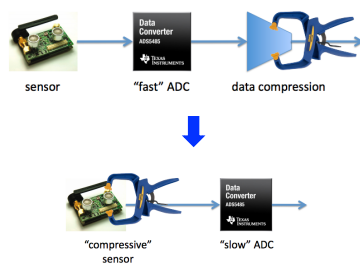 Data
Converter
ADS5485
TEXAS
INSTRUMENTS
sensor
“fast” ADC
data compression
Data
Converter
ADS5485
TEXAS
INSTRUMENTS
“compressive”
sensor
“slow” ADC